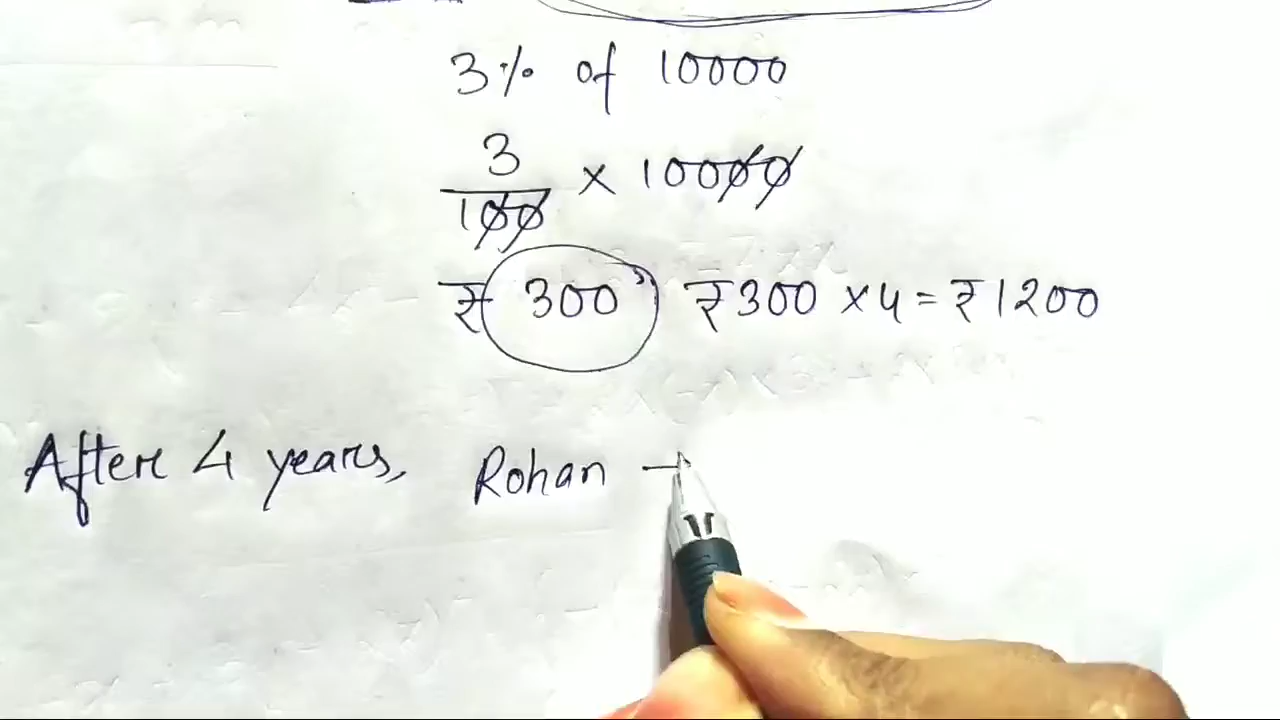 3% of 10000
3
100 × 10000
₹ 300 ₹300 ×4 = ₹1200
After 4 years, Rohan →